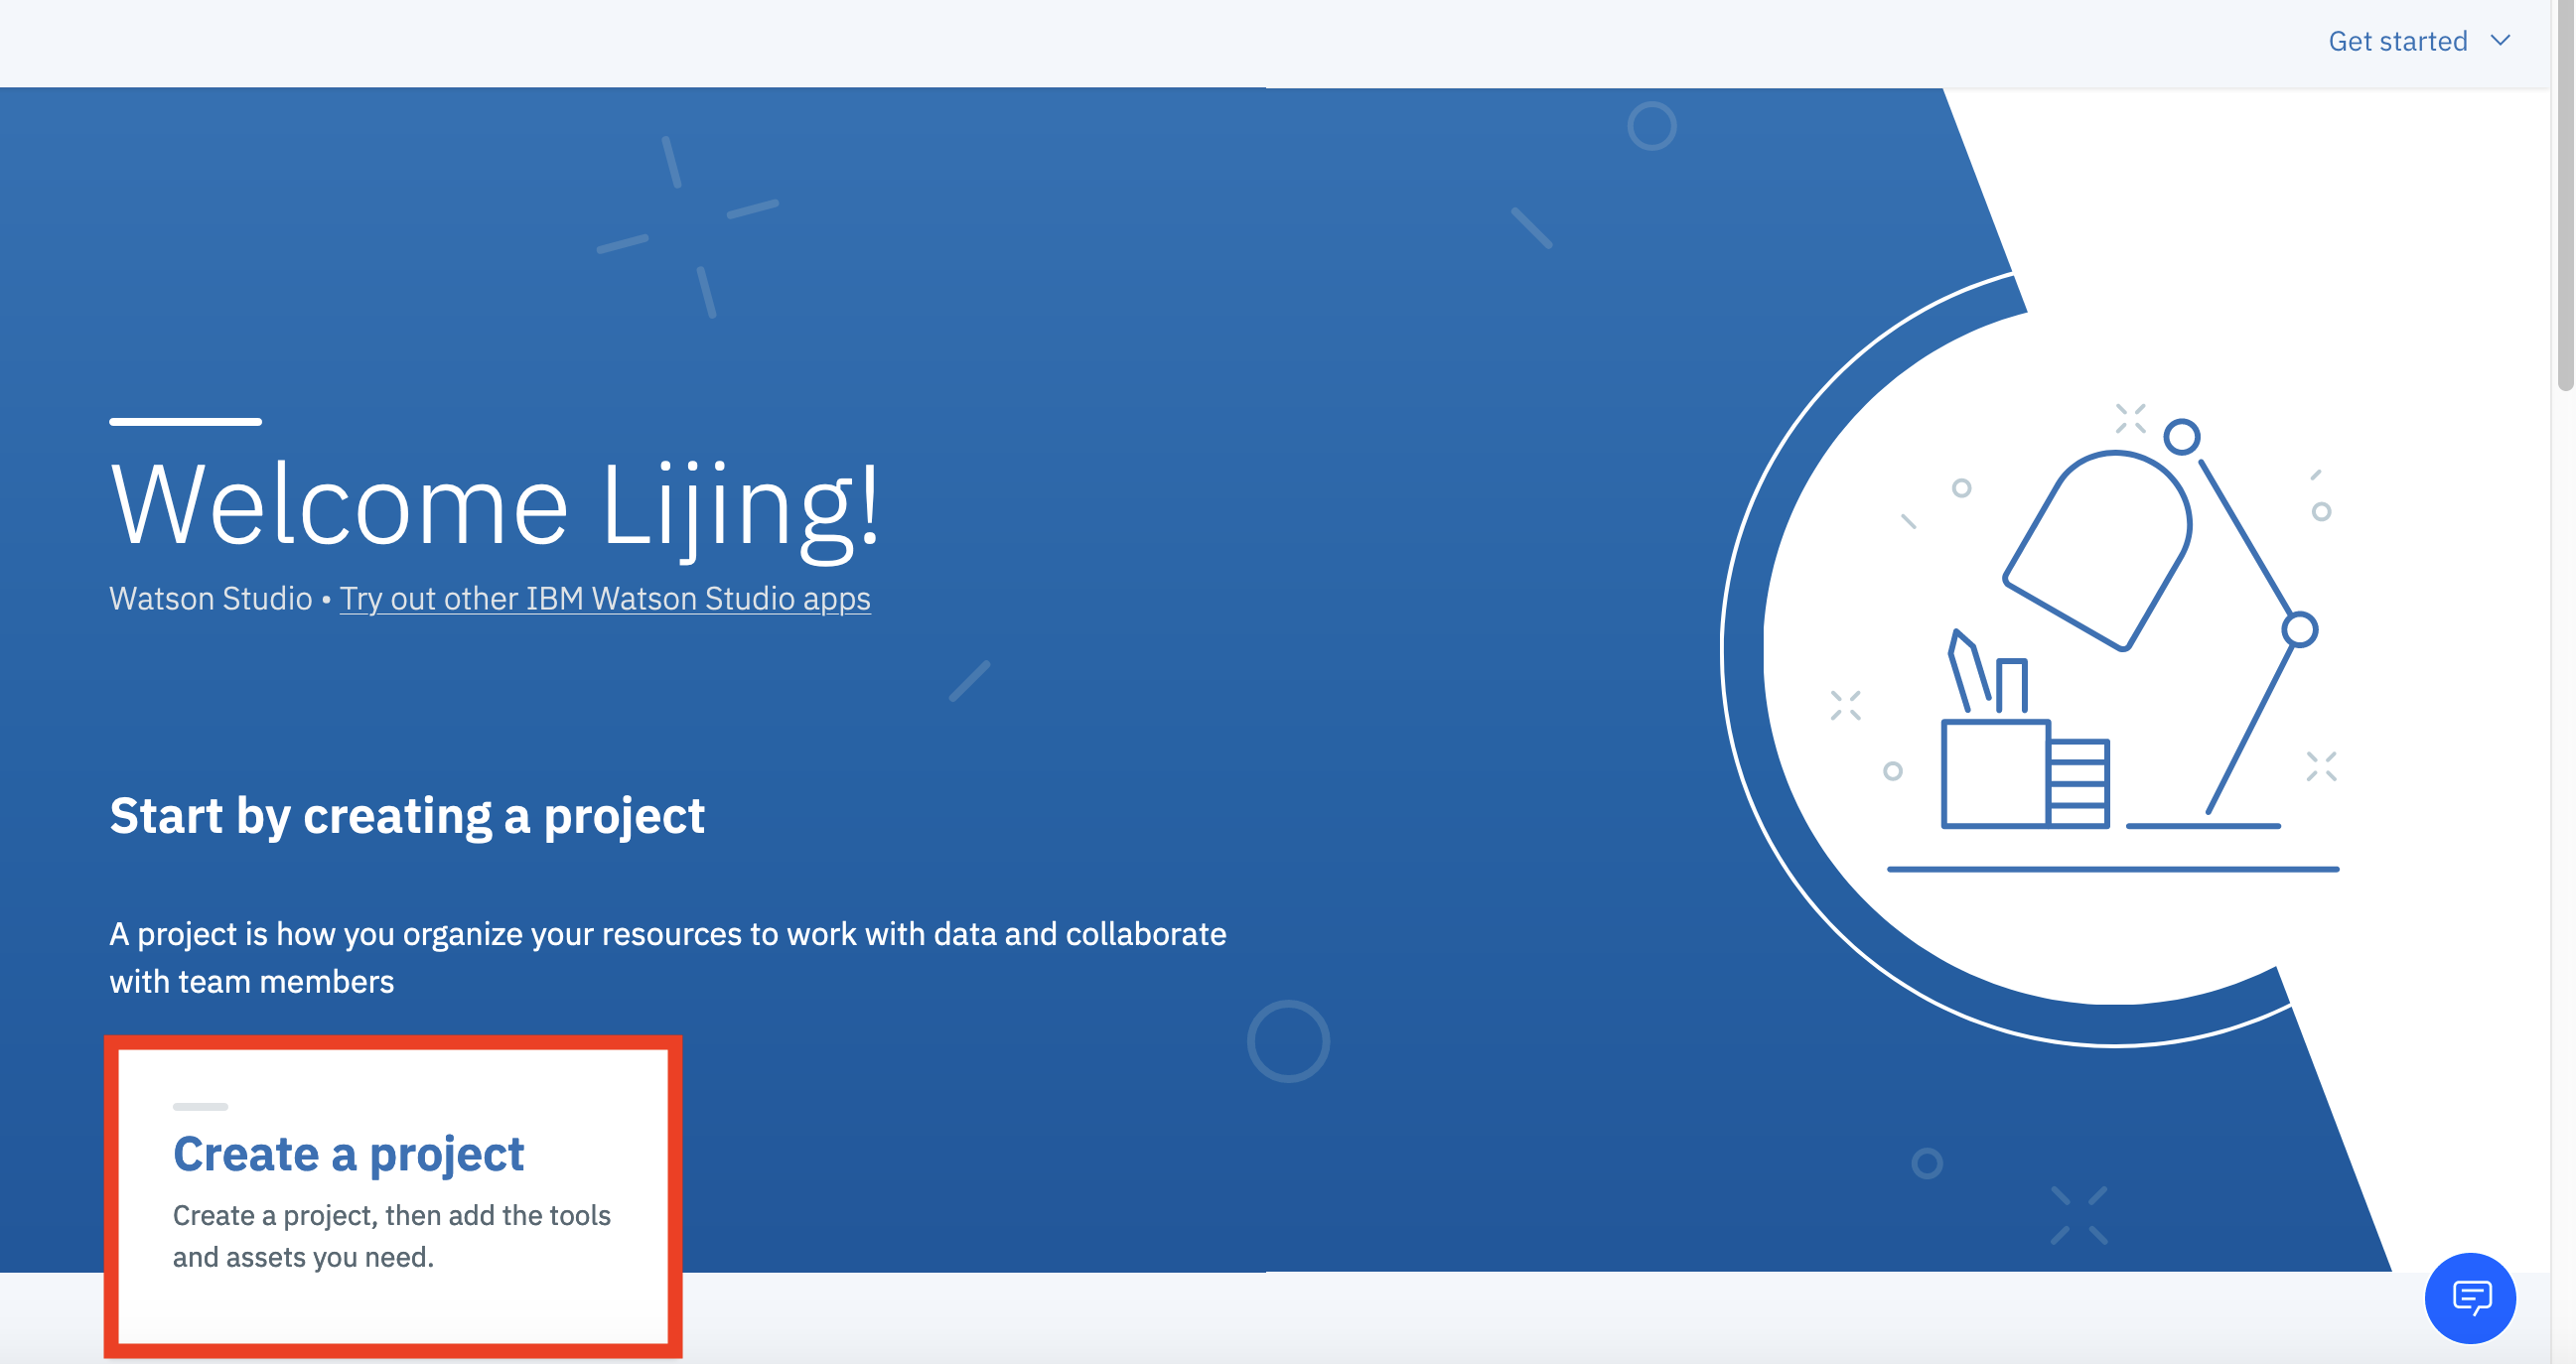 Get started
Welcome Lijing!
Watson Studio • Try out other IBM Watson Studio apps
Start by creating a project
A project is how you organize your resources to work with data and collaborate
with team members
Create a project
Create a project, then add the tools
and assets you need.